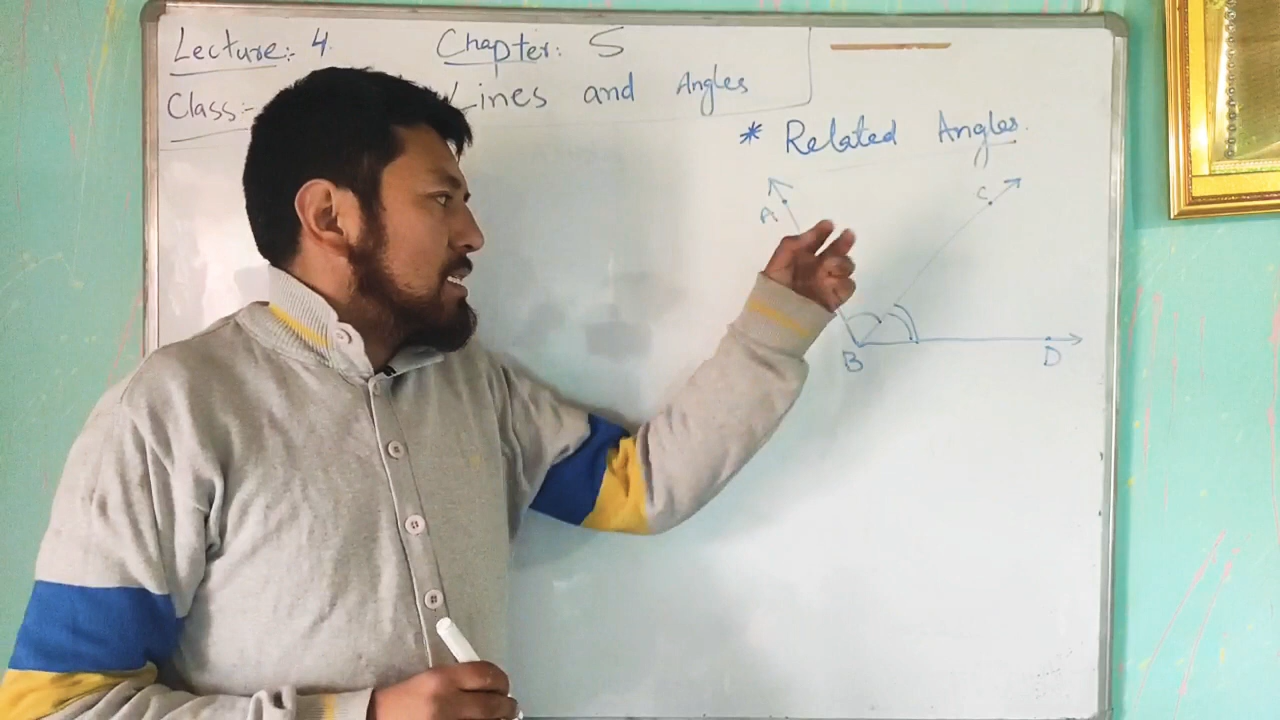 Lecture:- 4 Chapter: 5
Class:- Lines and Angles
* Related Angles.
A C
B D